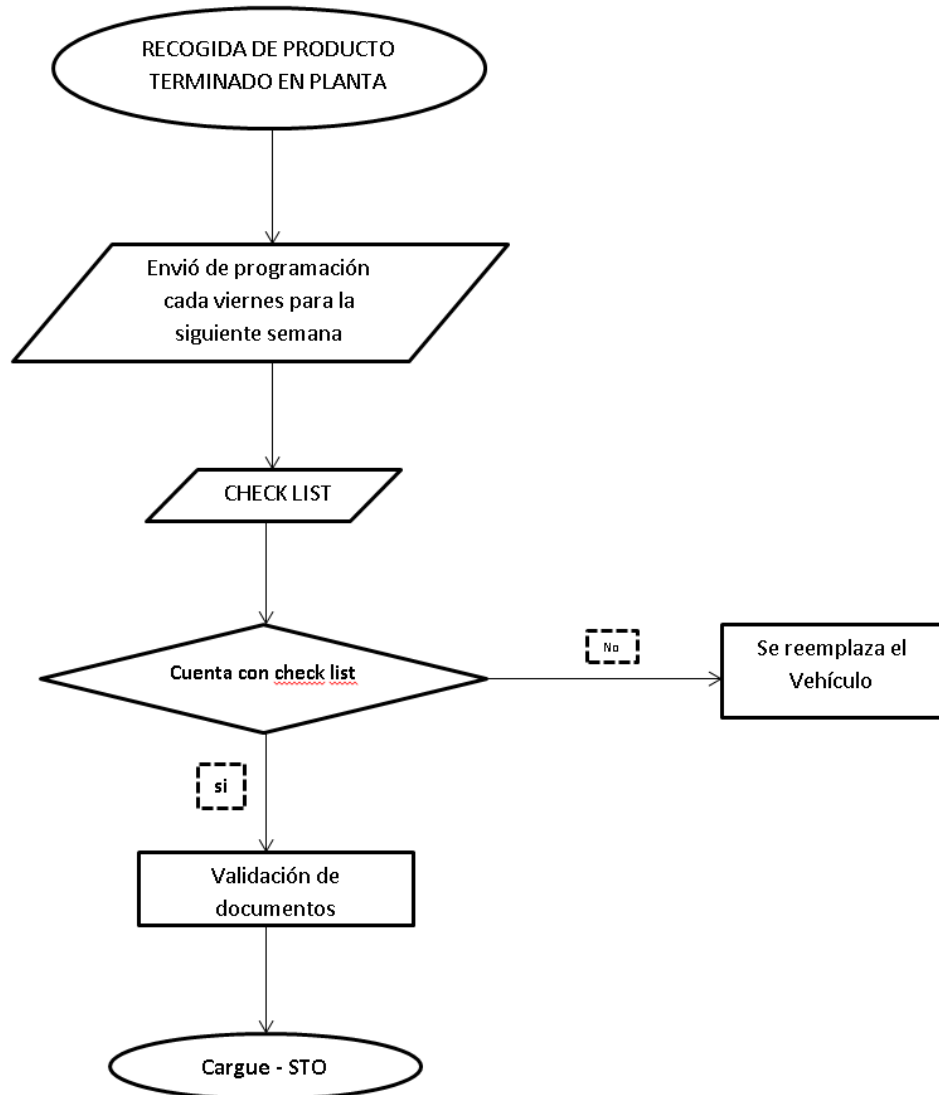 RECOGIDA DE PRODUCTO
TERMINADO EN PLANTA
Envió de programación
cada viernes para la
siguiente semana
CHECK LIST
Cuenta con check list
No
Se reemplaza el
Vehículo
si
Validación de
documentos
Cargue - STO